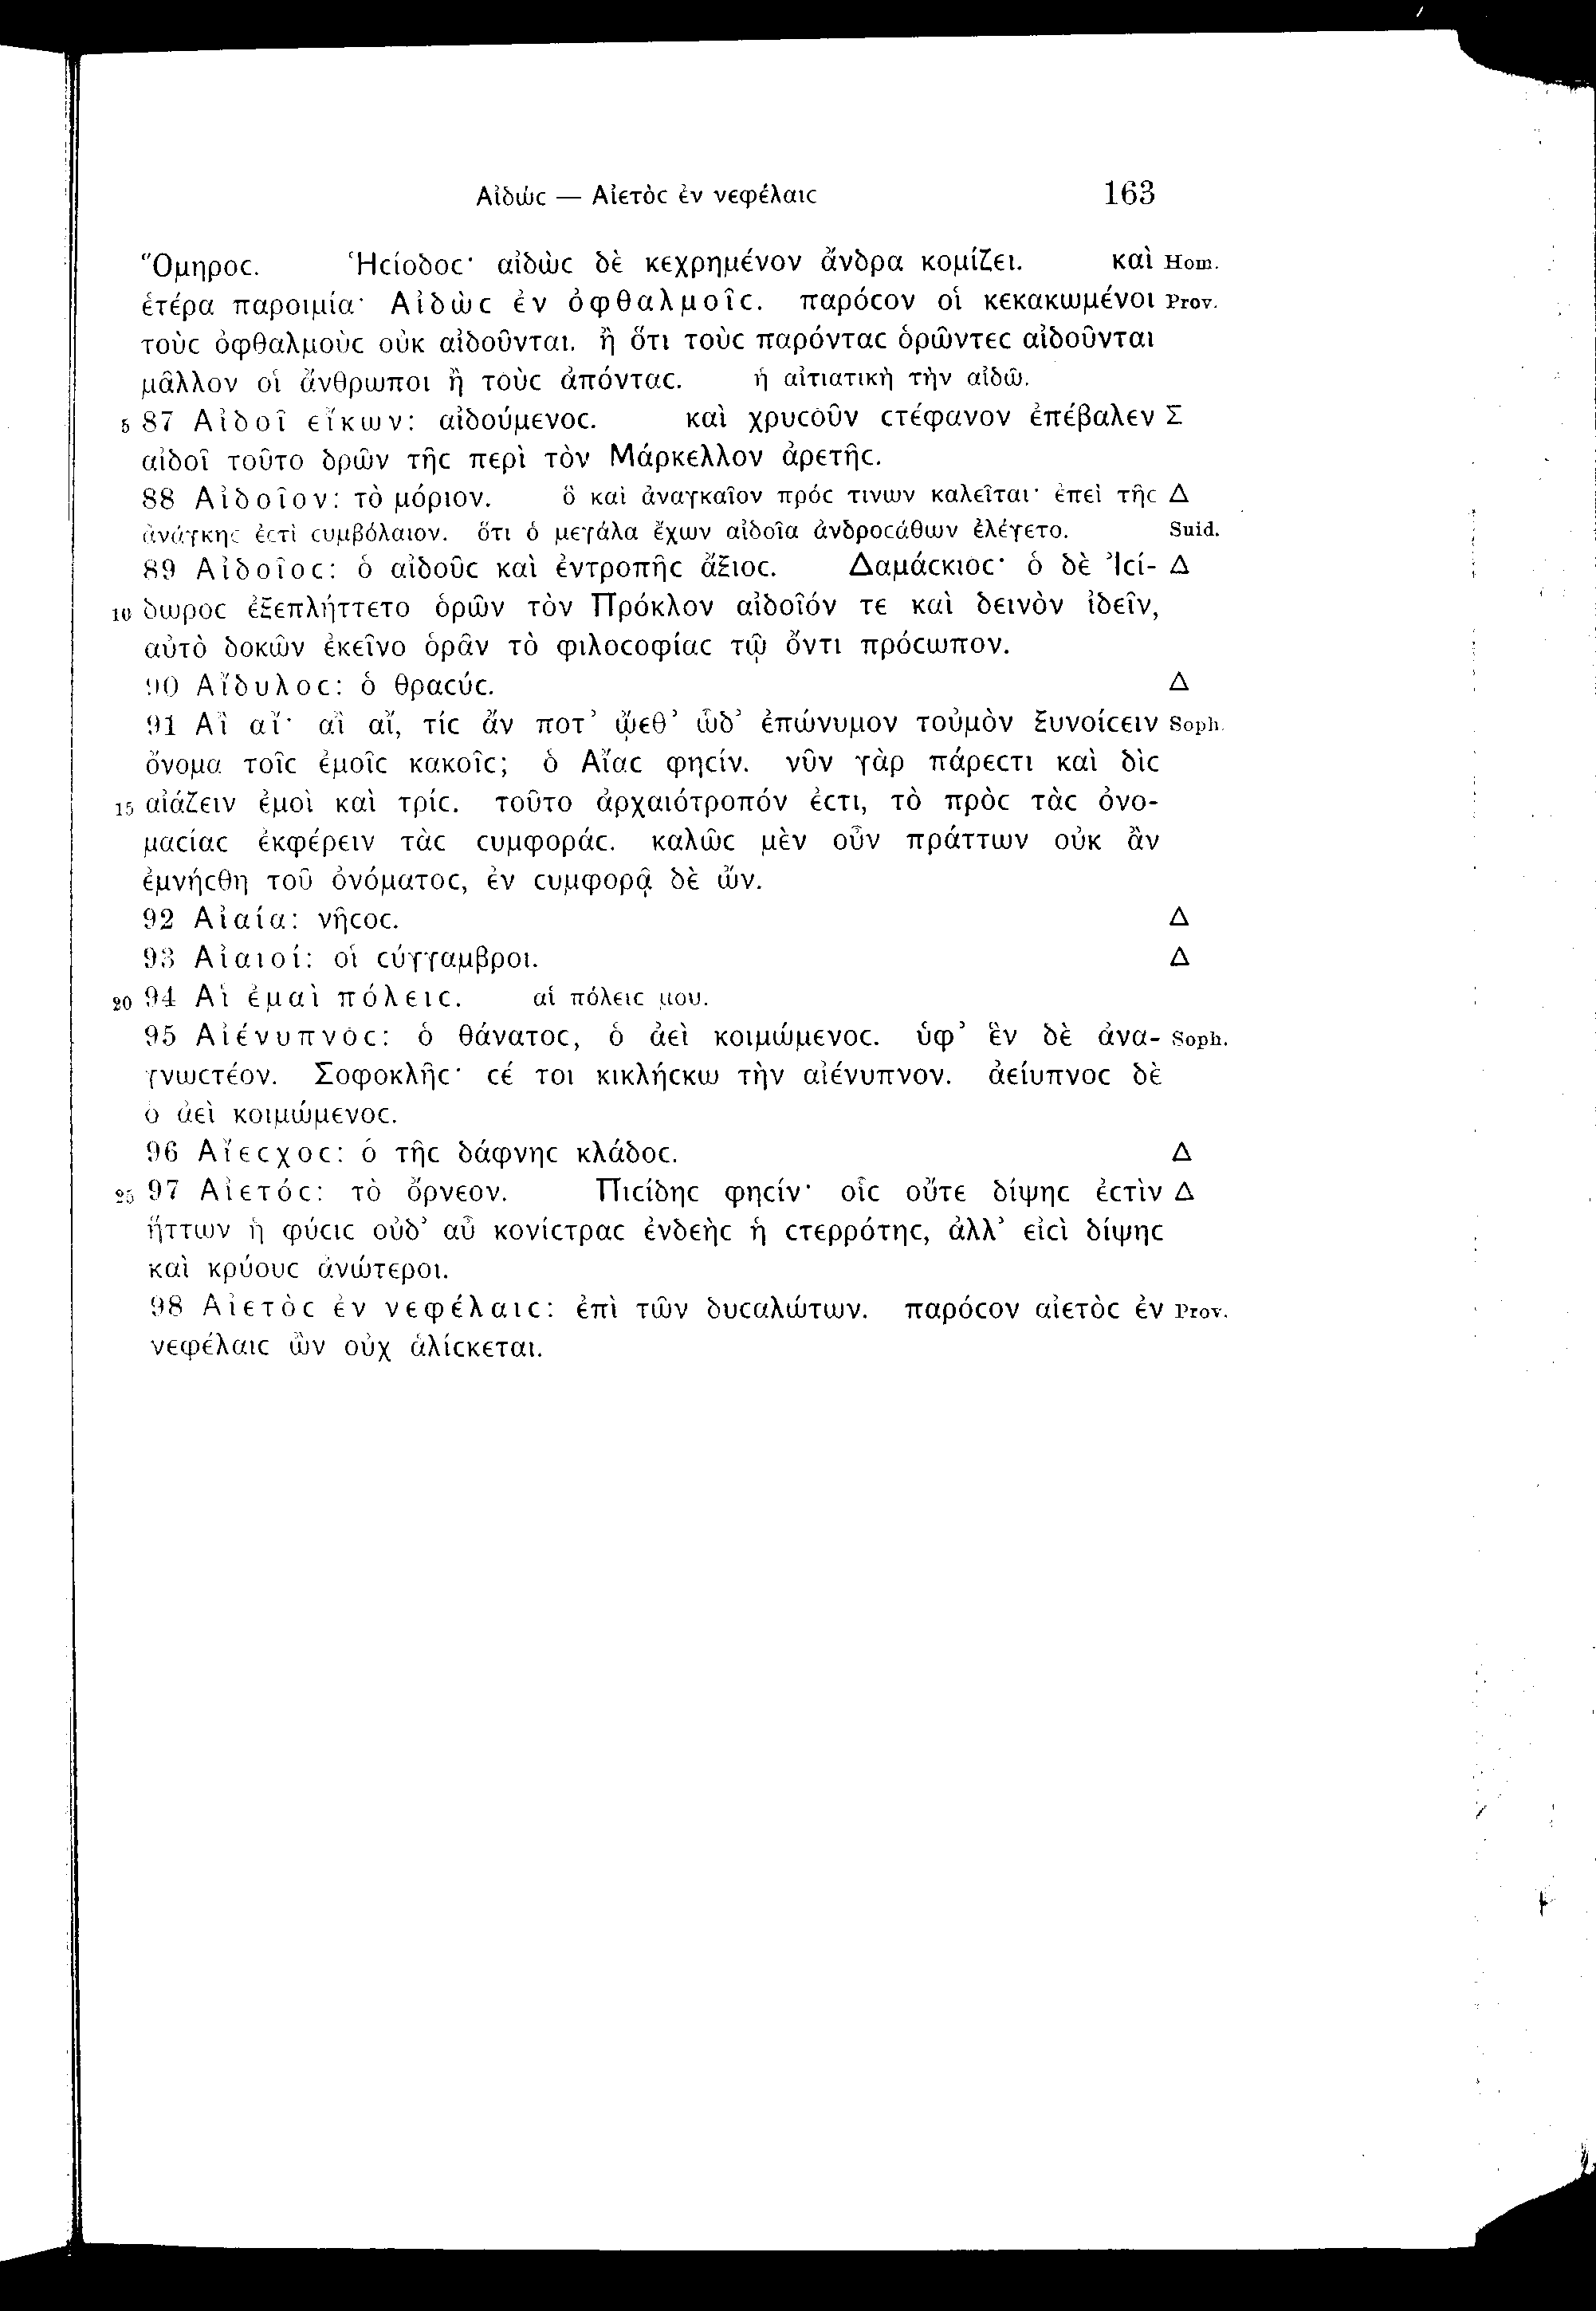 Αἰδώϲ — Αἰετὸϲ ἐν νεφέλαιϲ 163
Ὅμηροϲ. Ἡϲίοδοϲ· αἰδὼϲ δὲ κεχρημένον ἄνδρα κομίζει. καὶ Hom.
ἑτέρα παροιμία· Αἰδὼϲ ἐν ὀφθαλμοῖϲ. παρόϲον οἱ κεκακωμένοι Prov.
τοὺϲ ὀφθαλμοὺϲ οὐκ αἰδοῦνται. ἢ ὅτι τοὺϲ παρόνταϲ ὁρῶντεϲ αἰδοῦνται
μᾶλλον οἱ ἄνθρωποι ἢ τοὺϲ ἀπόνταϲ. ἡ αἰτιατικὴ τὴν αἰδῶ.
5 87 Αἰδοῖ εἴκων: αἰδούμενοϲ. καὶ χρυϲοῦν ϲτέφανον ἐπέβαλεν Σ
αἰδοῖ τοῦτο δρῶν τῆϲ περὶ τὸν Μάρκελλον ἀρετῆϲ.
88 Αἰδοῖον: τὸ μόριον. ὃ καὶ ἀναγκαῖον πρόϲ τινων καλεῖται· ἐπεὶ τῆϲ Δ
ἀνάγκηϲ ἐϲτὶ ϲυμβόλαιον. ὅτι ὁ μεγάλα ἔχων αἰδοῖα ἀνδροϲάθων ἐλέγετο. Suid.
89 Αἰδοῖοϲ: ὁ αἰδοῦϲ καὶ ἐντροπῆϲ ἄξιοϲ. Δαμάϲκιοϲ· ὁ δὲ Ἰϲί- Δ
10 δωροϲ ἐξεπλήττετο ὁρῶν τὸν Πρόκλον αἰδοῖόν τε καὶ δεινὸν ἰδεῖν,
αὐτὸ δοκῶν ἐκεῖνο ὁρᾶν τὸ φιλοϲοφίαϲ τῷ ὄντι πρόϲωπον.
90 Αἴδυλοϲ: ὁ θραϲύϲ. Δ
91 Αἲ αἴ· αἲ αἴ, τίϲ ἄν ποτ’ ᾤεθ’ ὧδ’ ἐπώνυμον τοὐμὸν ξυνοίϲειν Soph.
ὄνομα τοῖϲ ἐμοῖϲ κακοῖϲ; ὁ Αἴαϲ φηϲίν. νῦν γὰρ πάρεϲτι καὶ δὶϲ
15 αἰάζειν ἐμοὶ καὶ τρίϲ. τοῦτο ἀρχαιότροπόν ἐϲτι, τὸ πρὸϲ τὰϲ ὀνο-
μαϲίαϲ ἐκφέρειν τὰϲ ϲυμφοράϲ. καλῶϲ μὲν οὖν πράττων οὐκ ἂν
ἐμνήϲθη τοῦ ὀνόματοϲ, ἐν ϲυμφορᾷ δὲ ὤν.
92 Αἰαία: νῆϲοϲ. Δ
93 Αἰαιοί: οἱ ϲύγγαμβροι. Δ
20 94 Αἱ ἐμαὶ πόλειϲ. αἱ πόλειϲ μου.
95 Αἰένυπνοϲ: ὁ θάνατοϲ, ὁ ἀεὶ κοιμώμενοϲ. ὑφ’ ἓν δὲ ἀνα- Soph.
γνωϲτέον. Σοφοκλῆϲ· ϲέ τοι κικλήϲκω τὴν αἰένυπνον. ἀείυπνοϲ δὲ
ὁ ἀεὶ κοιμώμενοϲ.
96 Αἴεϲχοϲ: ὁ τῆϲ δάφνηϲ κλάδοϲ. Δ
25 97 Αἰετόϲ: τὸ ὄρνεον. Πιϲίδηϲ φηϲίν· οἷϲ οὔτε δίψηϲ ἐϲτὶν Δ
ἥττων ἡ φύϲιϲ οὐδ’ αὖ κονίϲτραϲ ἐνδεὴϲ ἡ ϲτερρότηϲ, ἀλλ’ εἰϲὶ δίψηϲ
καὶ κρύουϲ ἀνώτεροι.
98 Αἰετὸϲ ἐν νεφέλαιϲ: ἐπὶ τῶν δυϲαλώτων. παρόϲον αἰετὸϲ ἐν Prov.
νεφέλαιϲ ὢν οὐχ ἁλίϲκεται.